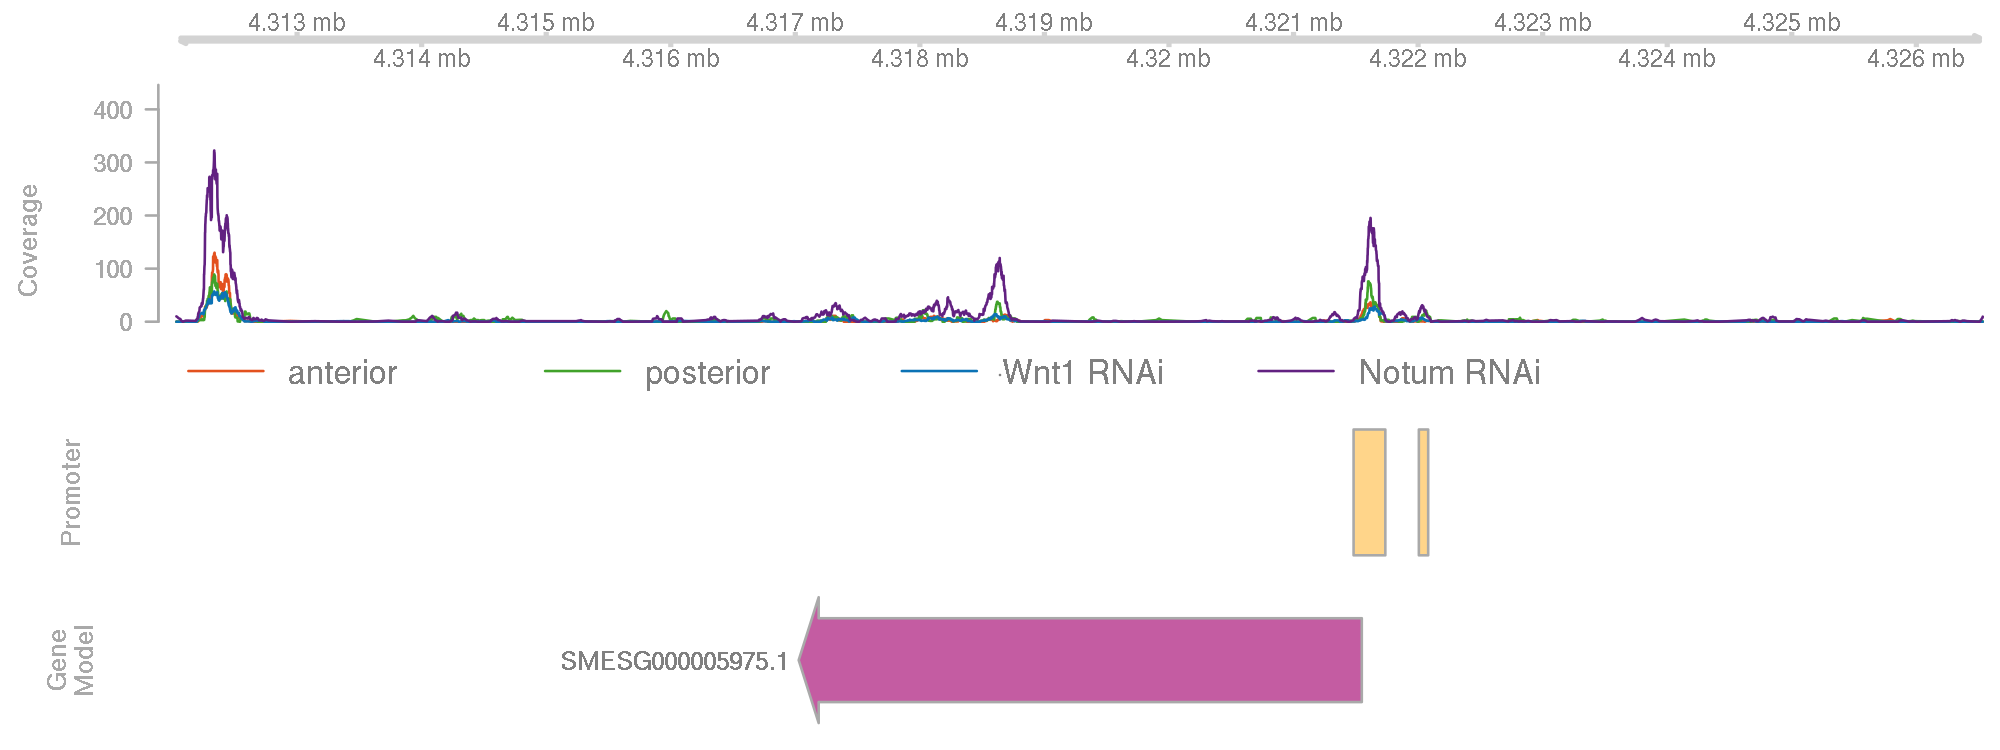 4.313 mb 4.315 mb 4.317 mb 4.319 mb 4.321 mb 4.323 mb 4.325 mb
4.314 mb 4.316 mb 4.318 mb 4.32 mb 4.322 mb 4.324 mb 4.326 mb
Coverage
400
300
200
100
0
anterior posterior Wnt1 RNAi Notum RNAi
Promoter
Gene
Model
SMESG000005975.1